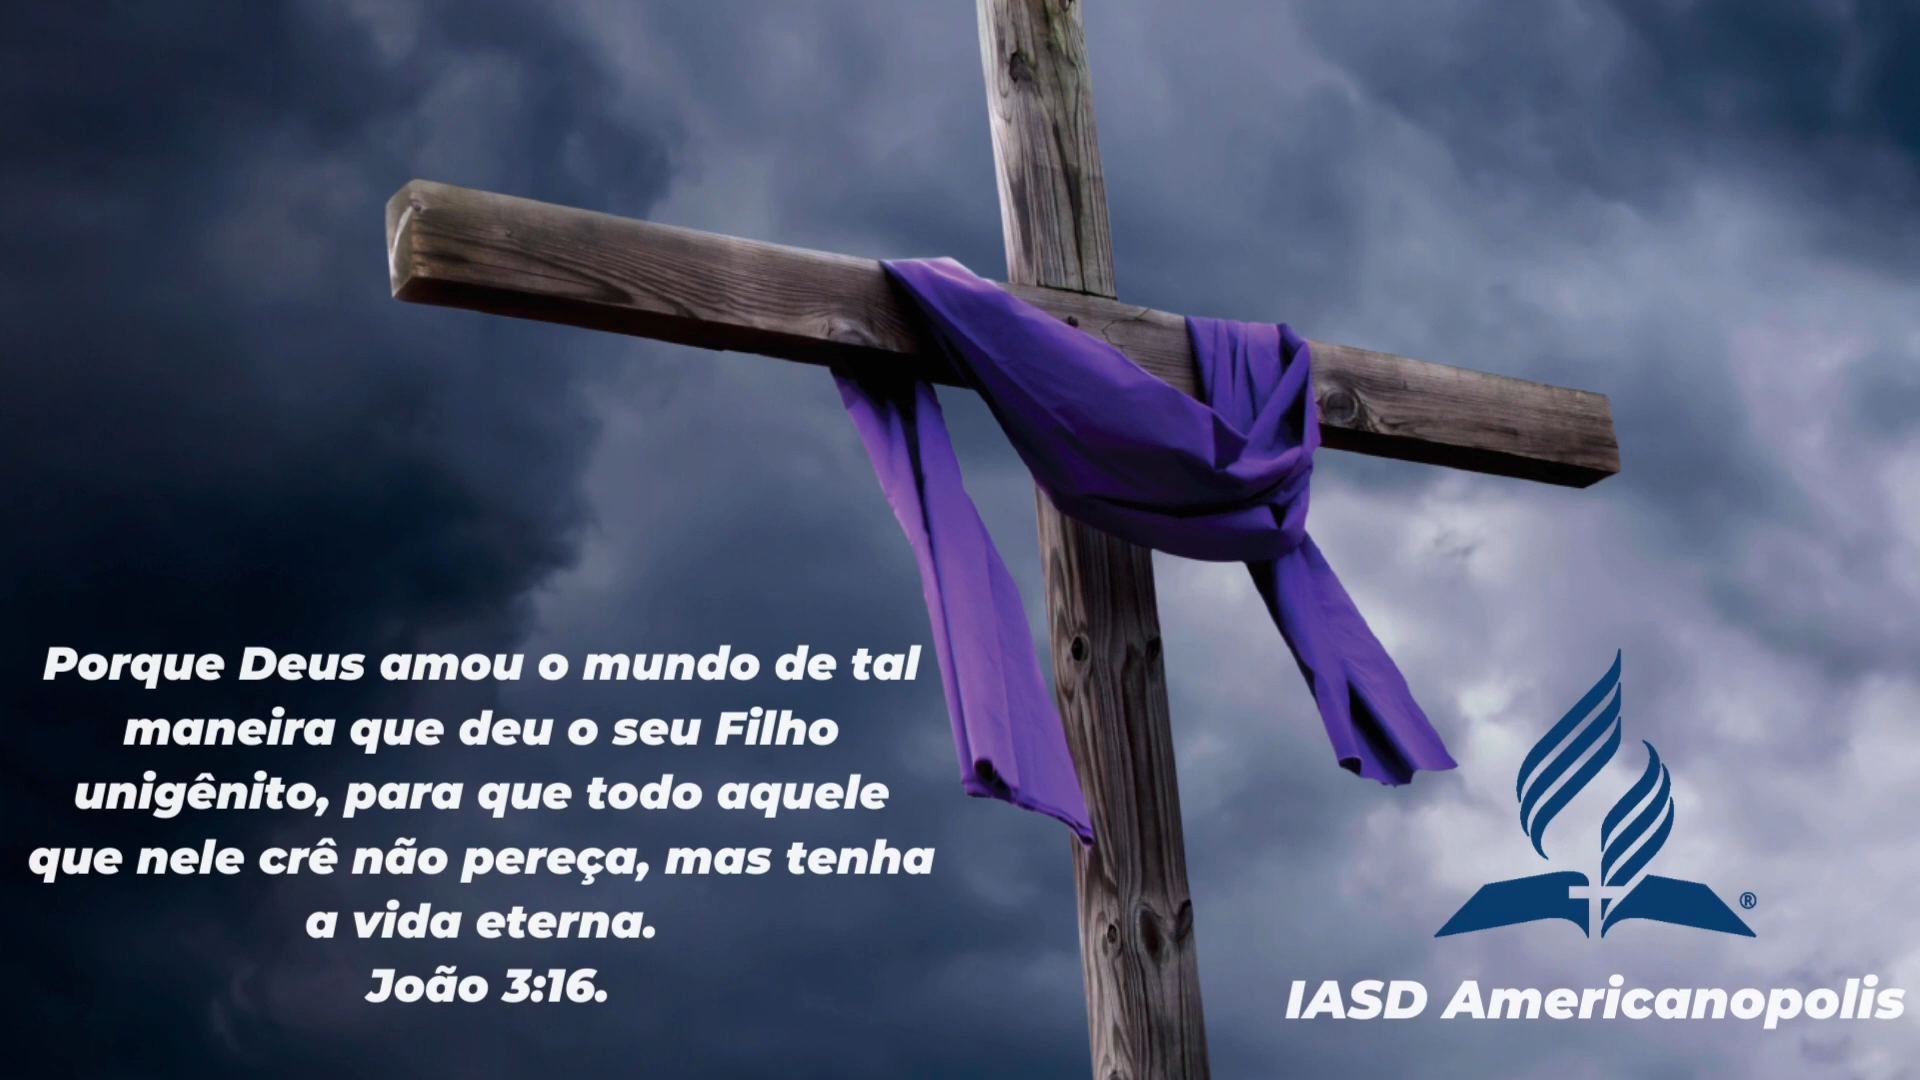 Porque Deus amou o mundo de tal
maneira que deu o seu Filho
unigênito, para que todo aquele
que nele crê não pereça, mas tenha
a vida eterna.
João 3:16.
®
IASD Americanopolis